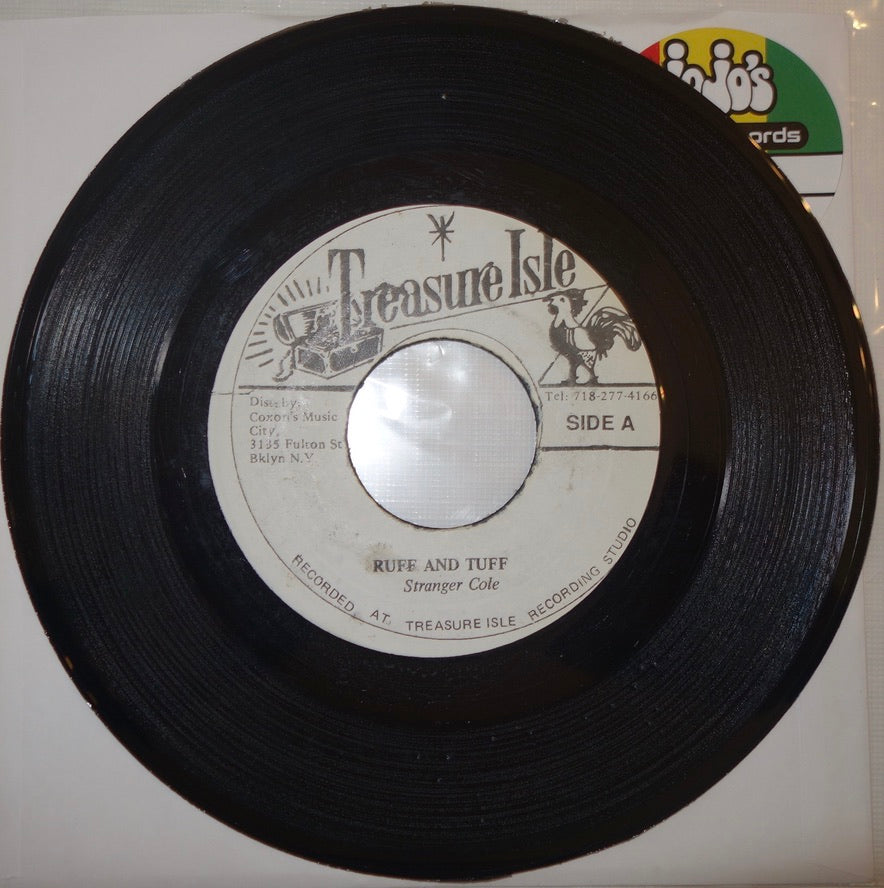 jojo's
ords
Treasure Isle
Dist. by.
Coxon's Music
City,
3135 Fulton St
Bklyn N.Y.
Tel: 718-277-4166
SIDE A
RUFF AND TUFF
Stranger Cole
RECORDED AT TREASURE ISLE RECORDING STUDIO